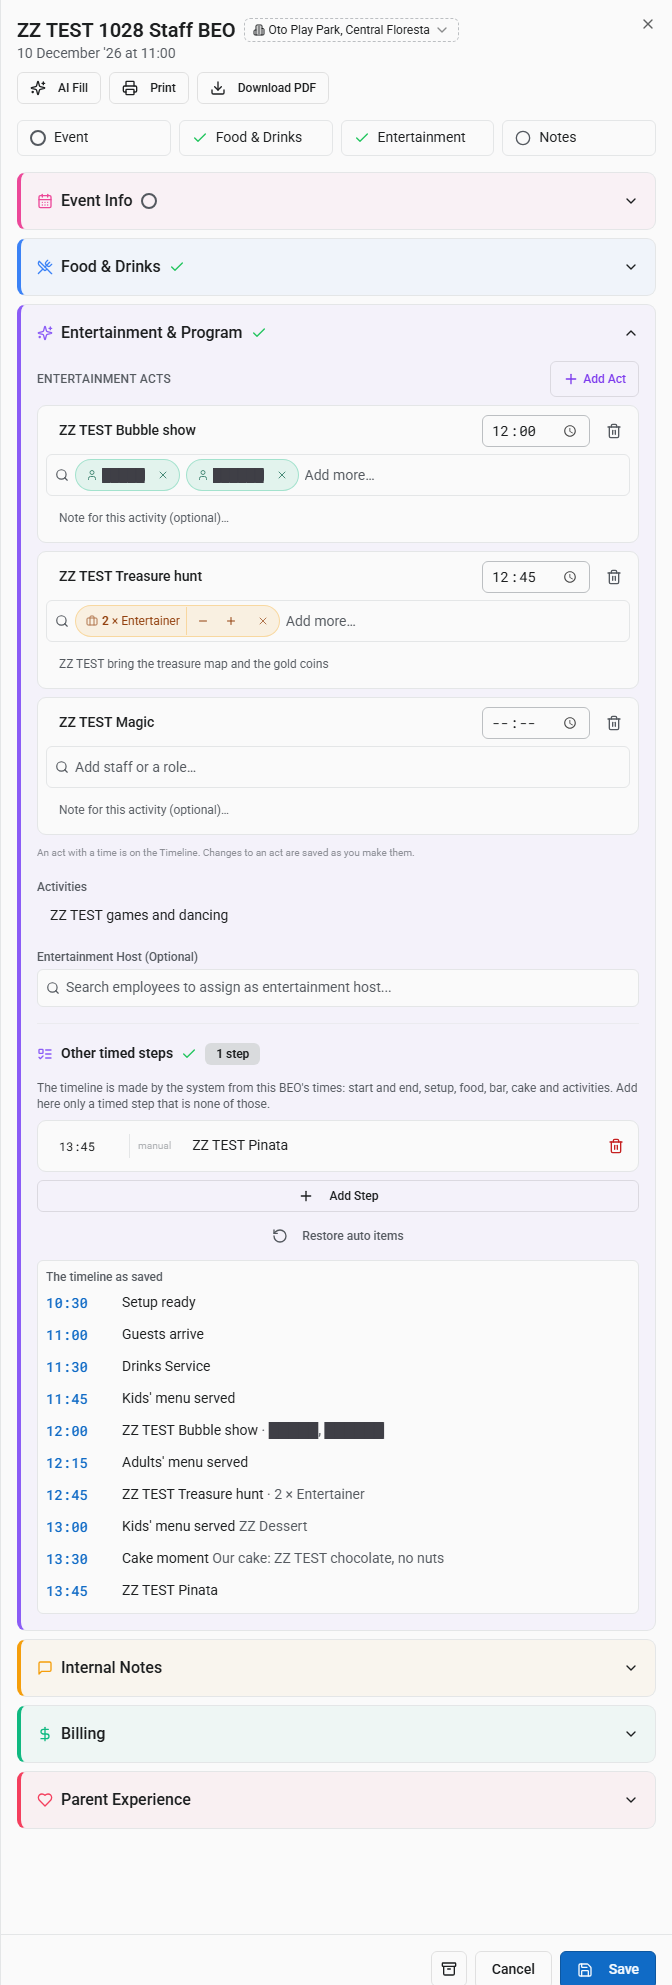 ZZ TEST 1028 Staff BEO
Oto Play Park, Central Floresta
10 December '26 at 11:00
AI Fill
Print
Download PDF
Event
Food & Drinks
Entertainment
Notes
Event Info
Food & Drinks
Entertainment & Program
ENTERTAINMENT ACTS
Add Act
ZZ TEST Bubble show
12:00
Add more…
Note for this activity (optional)…
ZZ TEST Treasure hunt
12:45
2 × Entertainer
Add more…
ZZ TEST bring the treasure map and the gold coins
ZZ TEST Magic
--:--
Add staff or a role…
Note for this activity (optional)…
An act with a time is on the Timeline. Changes to an act are saved as you make them.
Activities
ZZ TEST games and dancing
Entertainment Host (Optional)
Search employees to assign as entertainment host...
Other timed steps
1 step
The timeline is made by the system from this BEO's times: start and end, setup, food, bar, cake and activities. Add
here only a timed step that is none of those.
13:45
manual
ZZ TEST Pinata
Add Step
Restore auto items
The timeline as saved
10:30 Setup ready
11:00 Guests arrive
11:30 Drinks Service
11:45 Kids' menu served
12:00 ZZ TEST Bubble show · ,
12:15 Adults' menu served
12:45 ZZ TEST Treasure hunt · 2 × Entertainer
13:00 Kids' menu served ZZ Dessert
13:30 Cake moment Our cake: ZZ TEST chocolate, no nuts
13:45 ZZ TEST Pinata
Internal Notes
Billing
Parent Experience
Cancel
Save